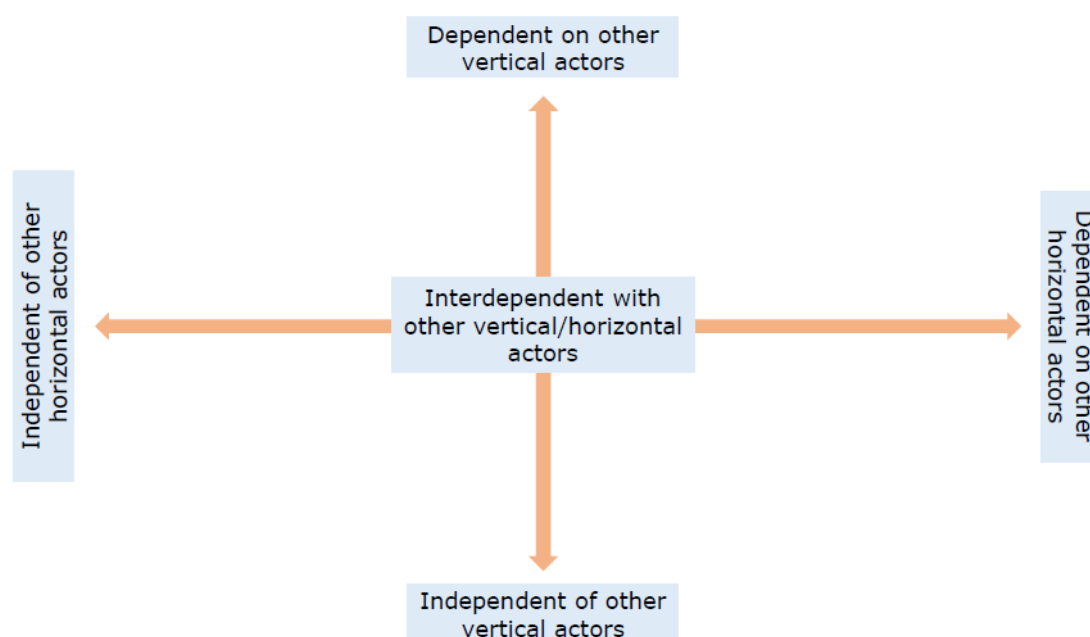 Dependent on other
vertical actors
Independent of other
horizontal actors
Interdependent with
other vertical/horizontal
actors
Dependent on other
horizontal actors
Independent of other
vertical actors